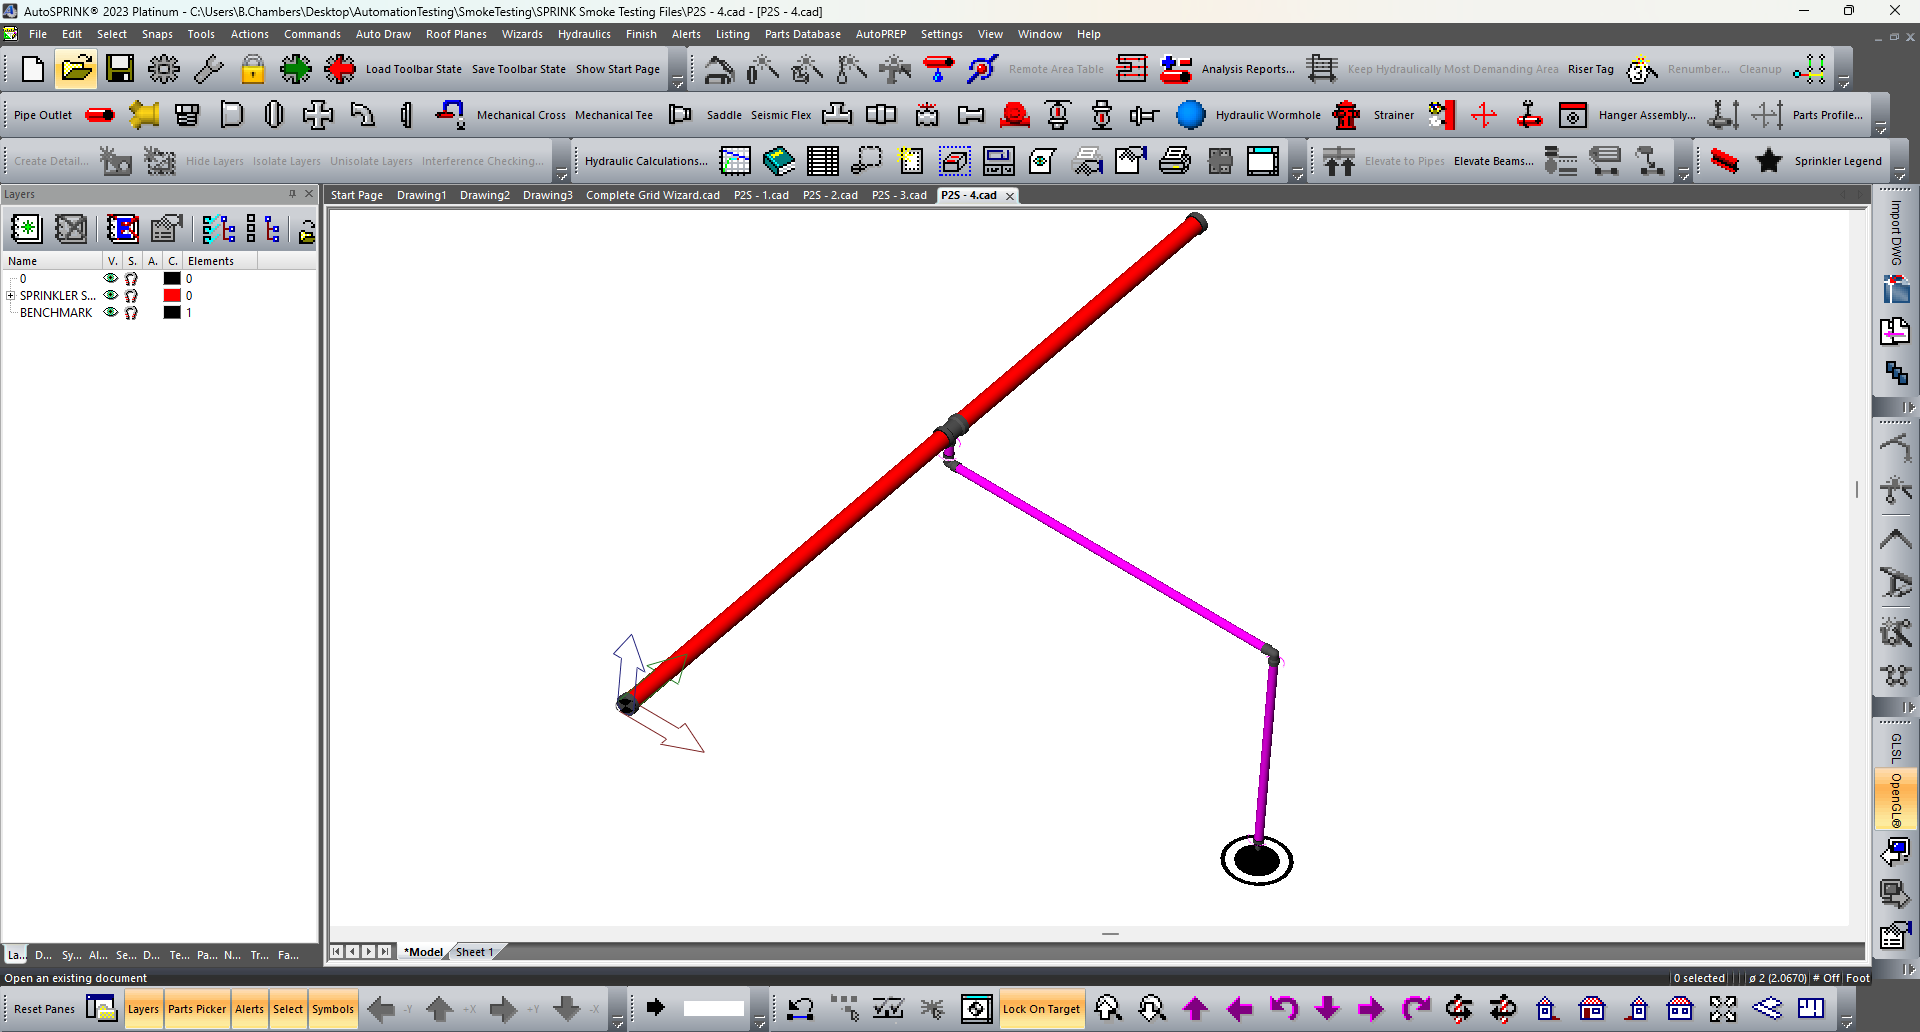 AutoSPRINK® 2023 Platinum - C:\Users\B.Chambers\Desktop\AutomationTesting\SmokeTesting\SPRINK Smoke Testing Files\P2S - 4.cad - [P2S - 4.cad]
File Edit Select Snaps Tools Actions Commands Auto Draw Roof Planes Wizards Hydraulics Finish Alerts Listing Parts Database AutoPREP Settings View Window Help
Load Toolbar State Save Toolbar State Show Start Page Remote Area Table Analysis Reports... Keep Hydraulically Most Demanding Area Riser Tag Renumber... Cleanup
Pipe Outlet Mechanical Cross Mechanical Tee Saddle Seismic Flex Hydraulic Wormhole Strainer Hanger Assembly... Parts Profile...
Create Detail... Hide Layers Isolate Layers Unisolate Layers Interference Checking... Hydraulic Calculations... Elevate to Pipes Elevate Beams... Sprinkler Legend
Layers
Start Page Drawing1 Drawing2 Drawing3 Complete Grid Wizard.cad P2S - 1.cad P2S - 2.cad P2S - 3.cad P2S - 4.cad
Import DWG
Name V. S. A. C. Elements
0 0
SPRINKLER S... 0
BENCHMARK 1
GLSL
OpenGL®
La... D... Sy... Al... Se... D... Te... Pa... N... Tr... Fa...
*Model Sheet 1
Open an existing document
0 selected ø 2 (2.0670) # Off Foot
Reset Panes Layers Parts Picker Alerts Select Symbols -Y +X +Y -X Lock On Target